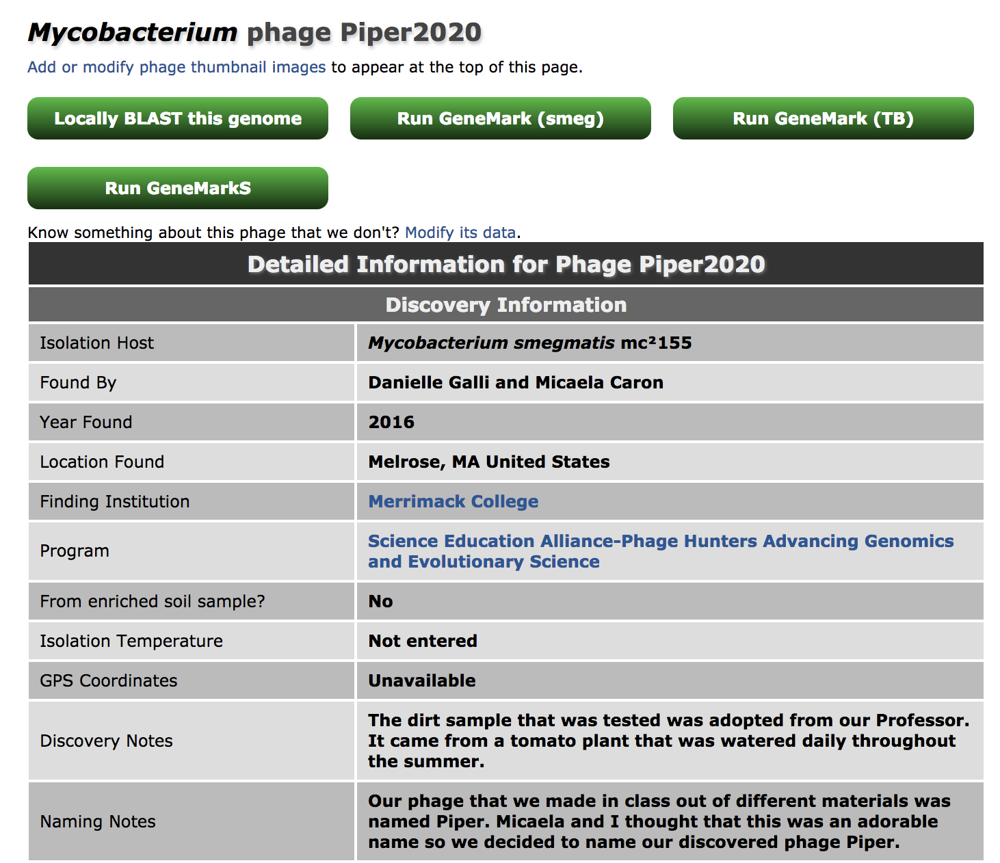 Mycobacterium phage Piper2020
Add or modify phage thumbnail images to appear at the top of this page.
Locally BLAST this genome
Run GeneMark (smeg)
Run GeneMark (TB)
Run GeneMarkS
Know something about this phage that we don't? Modify its data.
Detailed Information for Phage Piper2020
Discovery Information
Isolation Host
Mycobacterium smegmatis mc²155
Found By
Danielle Galli and Micaela Caron
Year Found
2016
Location Found
Melrose, MA United States
Finding Institution
Merrimack College
Program
Science Education Alliance-Phage Hunters Advancing Genomics
and Evolutionary Science
From enriched soil sample?
No
Isolation Temperature
Not entered
GPS Coordinates
Unavailable
Discovery Notes
The dirt sample that was tested was adopted from our Professor.
It came from a tomato plant that was watered daily throughout
the summer.
Naming Notes
Our phage that we made in class out of different materials was
named Piper. Micaela and I thought that this was an adorable
name so we decided to name our discovered phage Piper.